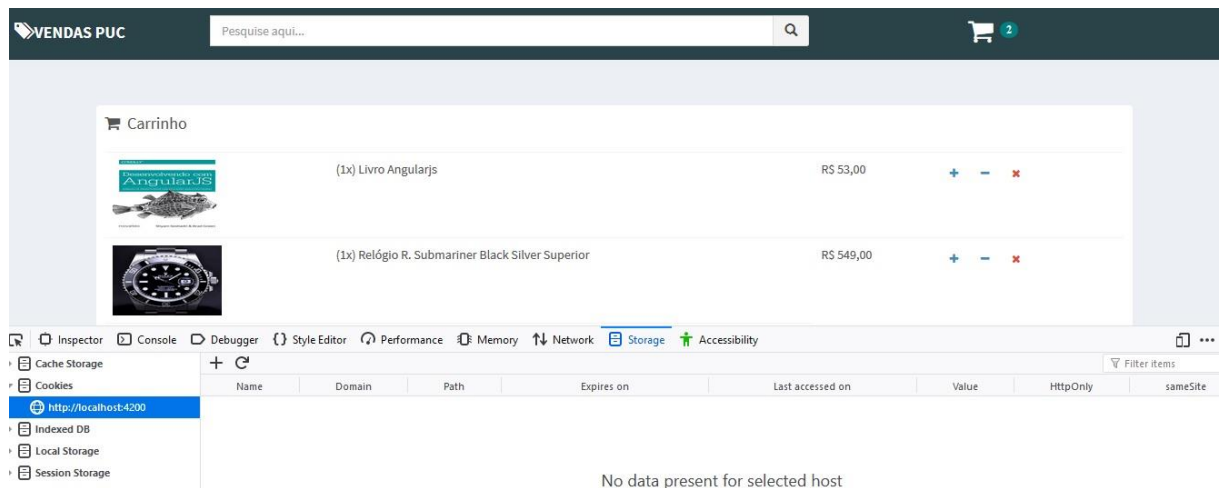 VENDAS PUC
Pesquise aqui...
2
Carrinho
Desenvolvendo com
AngularJS
(1x) Livro Angularjs
R$ 53,00
(1x) Relógio R. Submariner Black Silver Superior
R$ 549,00
Inspector Console Debugger {} Style Editor Performance Memory Network Storage Accessibility
Cache Storage
Filter items
Cookies
Name Domain Path Expires on Last accessed on Value HttpOnly sameSite
http://localhost:4200
Indexed DB
Local Storage
Session Storage
No data present for selected host